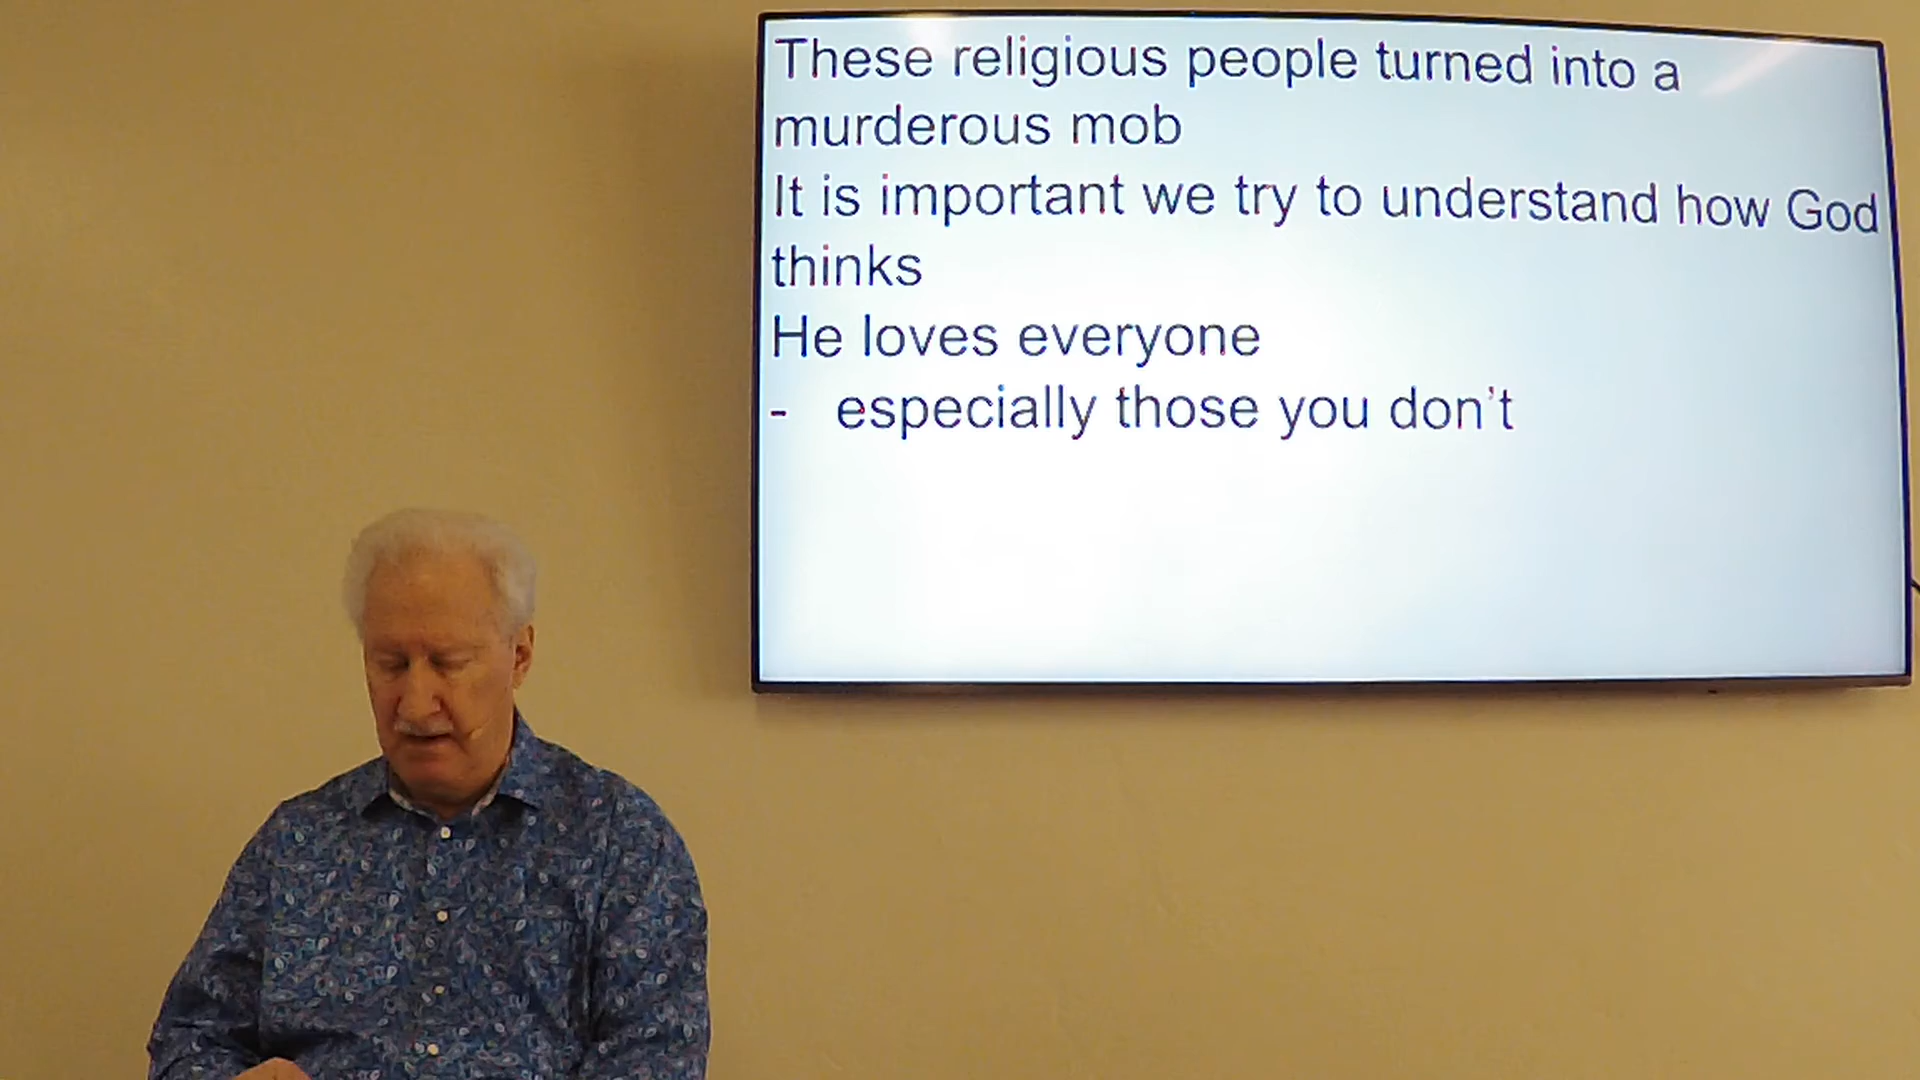 These religious people turned into a
murderous mob
It is important we try to understand how God
thinks
He loves everyone
- especially those you don't